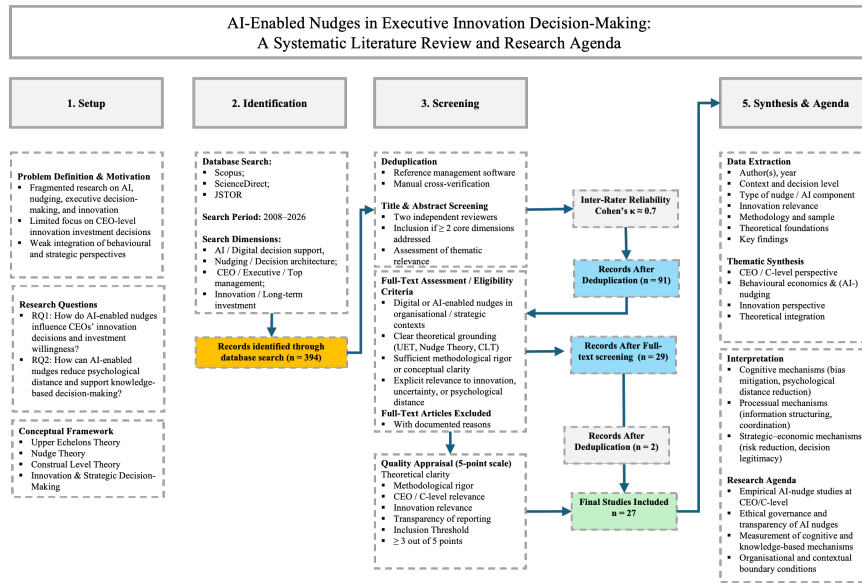 AI-Enabled Nudges in Executive Innovation Decision-Making:
A Systematic Literature Review and Research Agenda
1. Setup
Problem Definition & Motivation
▪ Fragmented research on AI,
nudging, executive decision-
making, and innovation
▪ Limited focus on CEO-level
innovation investment decisions
▪ Weak integration of behavioural
and strategic perspectives
Research Questions
▪ RQ1: How do AI-enabled nudges
influence CEOs' innovation
decisions and investment
willingness?
▪ RQ2: How can AI-enabled
nudges reduce psychological
distance and support knowledge-
based decision-making?
Conceptual Framework
▪ Upper Echelons Theory
▪ Nudge Theory
▪ Construal Level Theory
▪ Innovation & Strategic Decision-
Making
2. Identification
Database Search:
▪ Scopus;
▪ ScienceDirect;
▪ JSTOR
Search Period: 2008–2026
Search Dimensions:
▪ AI / Digital decision support,
▪ Nudging / Decision architecture;
▪ CEO / Executive / Top
management;
▪ Innovation / Long-term
investment
Records identified through
database search (n = 394)
3. Screening
Deduplication
▪ Reference management software
▪ Manual cross-verification
Title & Abstract Screening
▪ Two independent reviewers
▪ Inclusion if ≥ 2 core dimensions
addressed
▪ Assessment of thematic
relevance
Full-Text Assessment / Eligibility
Criteria
▪ Digital or AI-enabled nudges in
organisational / strategic
contexts
▪ Clear theoretical grounding
(UET, Nudge Theory, CLT)
▪ Sufficient methodological rigor
or conceptual clarity
▪ Explicit relevance to innovation,
uncertainty, or psychological
distance
Full-Text Articles Excluded
▪ With documented reasons
Quality Appraisal (5-point scale)
Theoretical clarity
▪ Methodological rigor
▪ CEO / C-level relevance
▪ Innovation relevance
▪ Transparency of reporting
▪ Inclusion Threshold
▪ ≥ 3 out of 5 points
Inter-Rater Reliability
Cohen's κ ≈ 0.7
Records After
Deduplication (n = 91)
Records After Full-
text screening (n = 29)
Records After
Deduplication (n = 2)
Final Studies Included
n = 27
5. Synthesis & Agenda
Data Extraction
▪ Author(s), year
▪ Context and decision level
▪ Type of nudge / AI component
▪ Innovation relevance
▪ Methodology and sample
▪ Theoretical foundations
▪ Key findings
Thematic Synthesis
▪ CEO / C-level perspective
▪ Behavioural economics & (AI-)
nudging
▪ Innovation perspective
▪ Theoretical integration
Interpretation
▪ Cognitive mechanisms (bias
mitigation, psychological
distance reduction)
▪ Processual mechanisms
(information structuring,
coordination)
▪ Strategic–economic mechanisms
(risk reduction, decision
legitimacy)
Research Agenda
▪ Empirical AI-nudge studies at
CEO/C-level
▪ Ethical governance and
transparency of AI nudges
▪ Measurement of cognitive and
knowledge-based mechanisms
▪ Organisational and contextual
boundary conditions